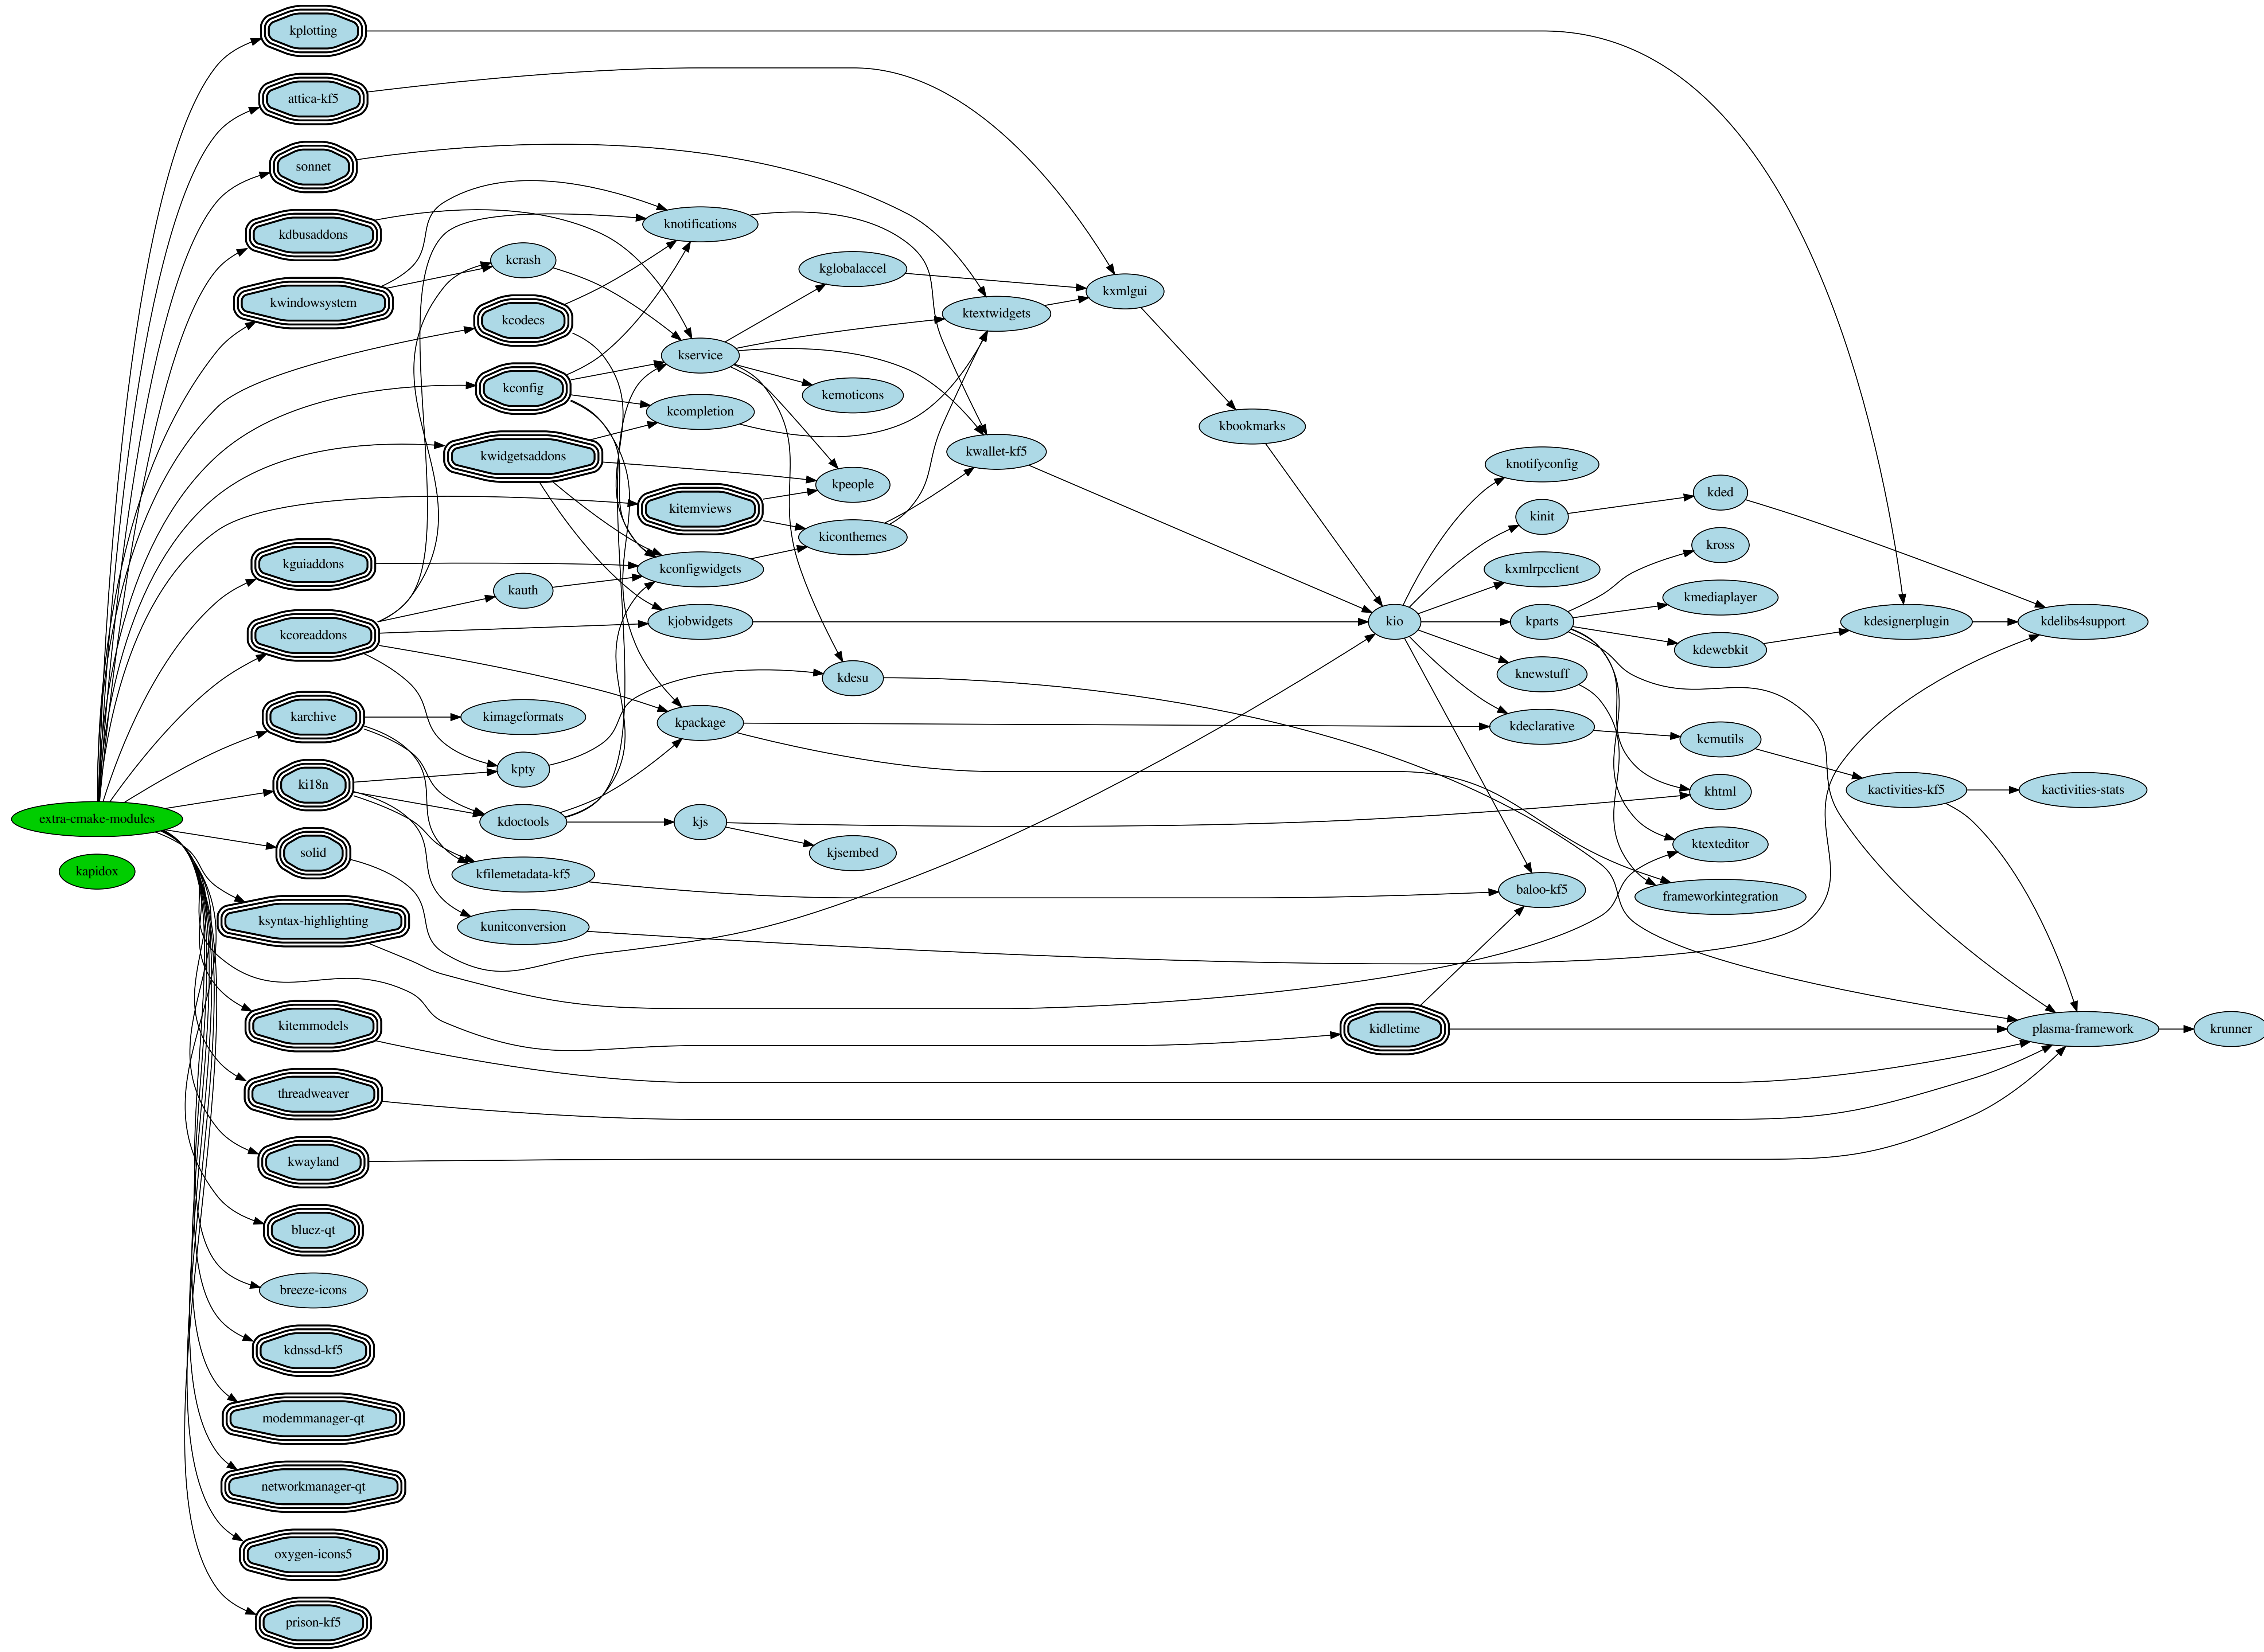 kplotting
attica-kf5
sonnet
kdbusaddons
kwindowsystem
kguiaddons
kcoreaddons
karchive
ki18n
extra-cmake-modules
kapidox
solid
ksyntax-highlighting
kitemmodels
threadweaver
kwayland
bluez-qt
breeze-icons
kdnssd-kf5
modemmanager-qt
networkmanager-qt
oxygen-icons5
prison-kf5
kcrash
kcodecs
kconfig
kwidgetsaddons
kauth
kimageformats
kpty
kdoctools
kfilemetadata-kf5
kunitconversion
knotifications
kservice
kcompletion
kitemviews
kconfigwidgets
kjobwidgets
kpackage
kjs
kglobalaccel
kemoticons
kpeople
kiconthemes
kdesu
kjsembed
ktextwidgets
kwallet-kf5
kxmlgui
kbookmarks
kio
kidletime
knotifyconfig
kinit
kxmlrpcclient
kparts
knewstuff
kdeclarative
baloo-kf5
kded
kross
kmediaplayer
kdewebkit
kcmutils
khtml
ktexteditor
frameworkintegration
kdesignerplugin
kactivities-kf5
kdelibs4support
kactivities-stats
plasma-framework
krunner